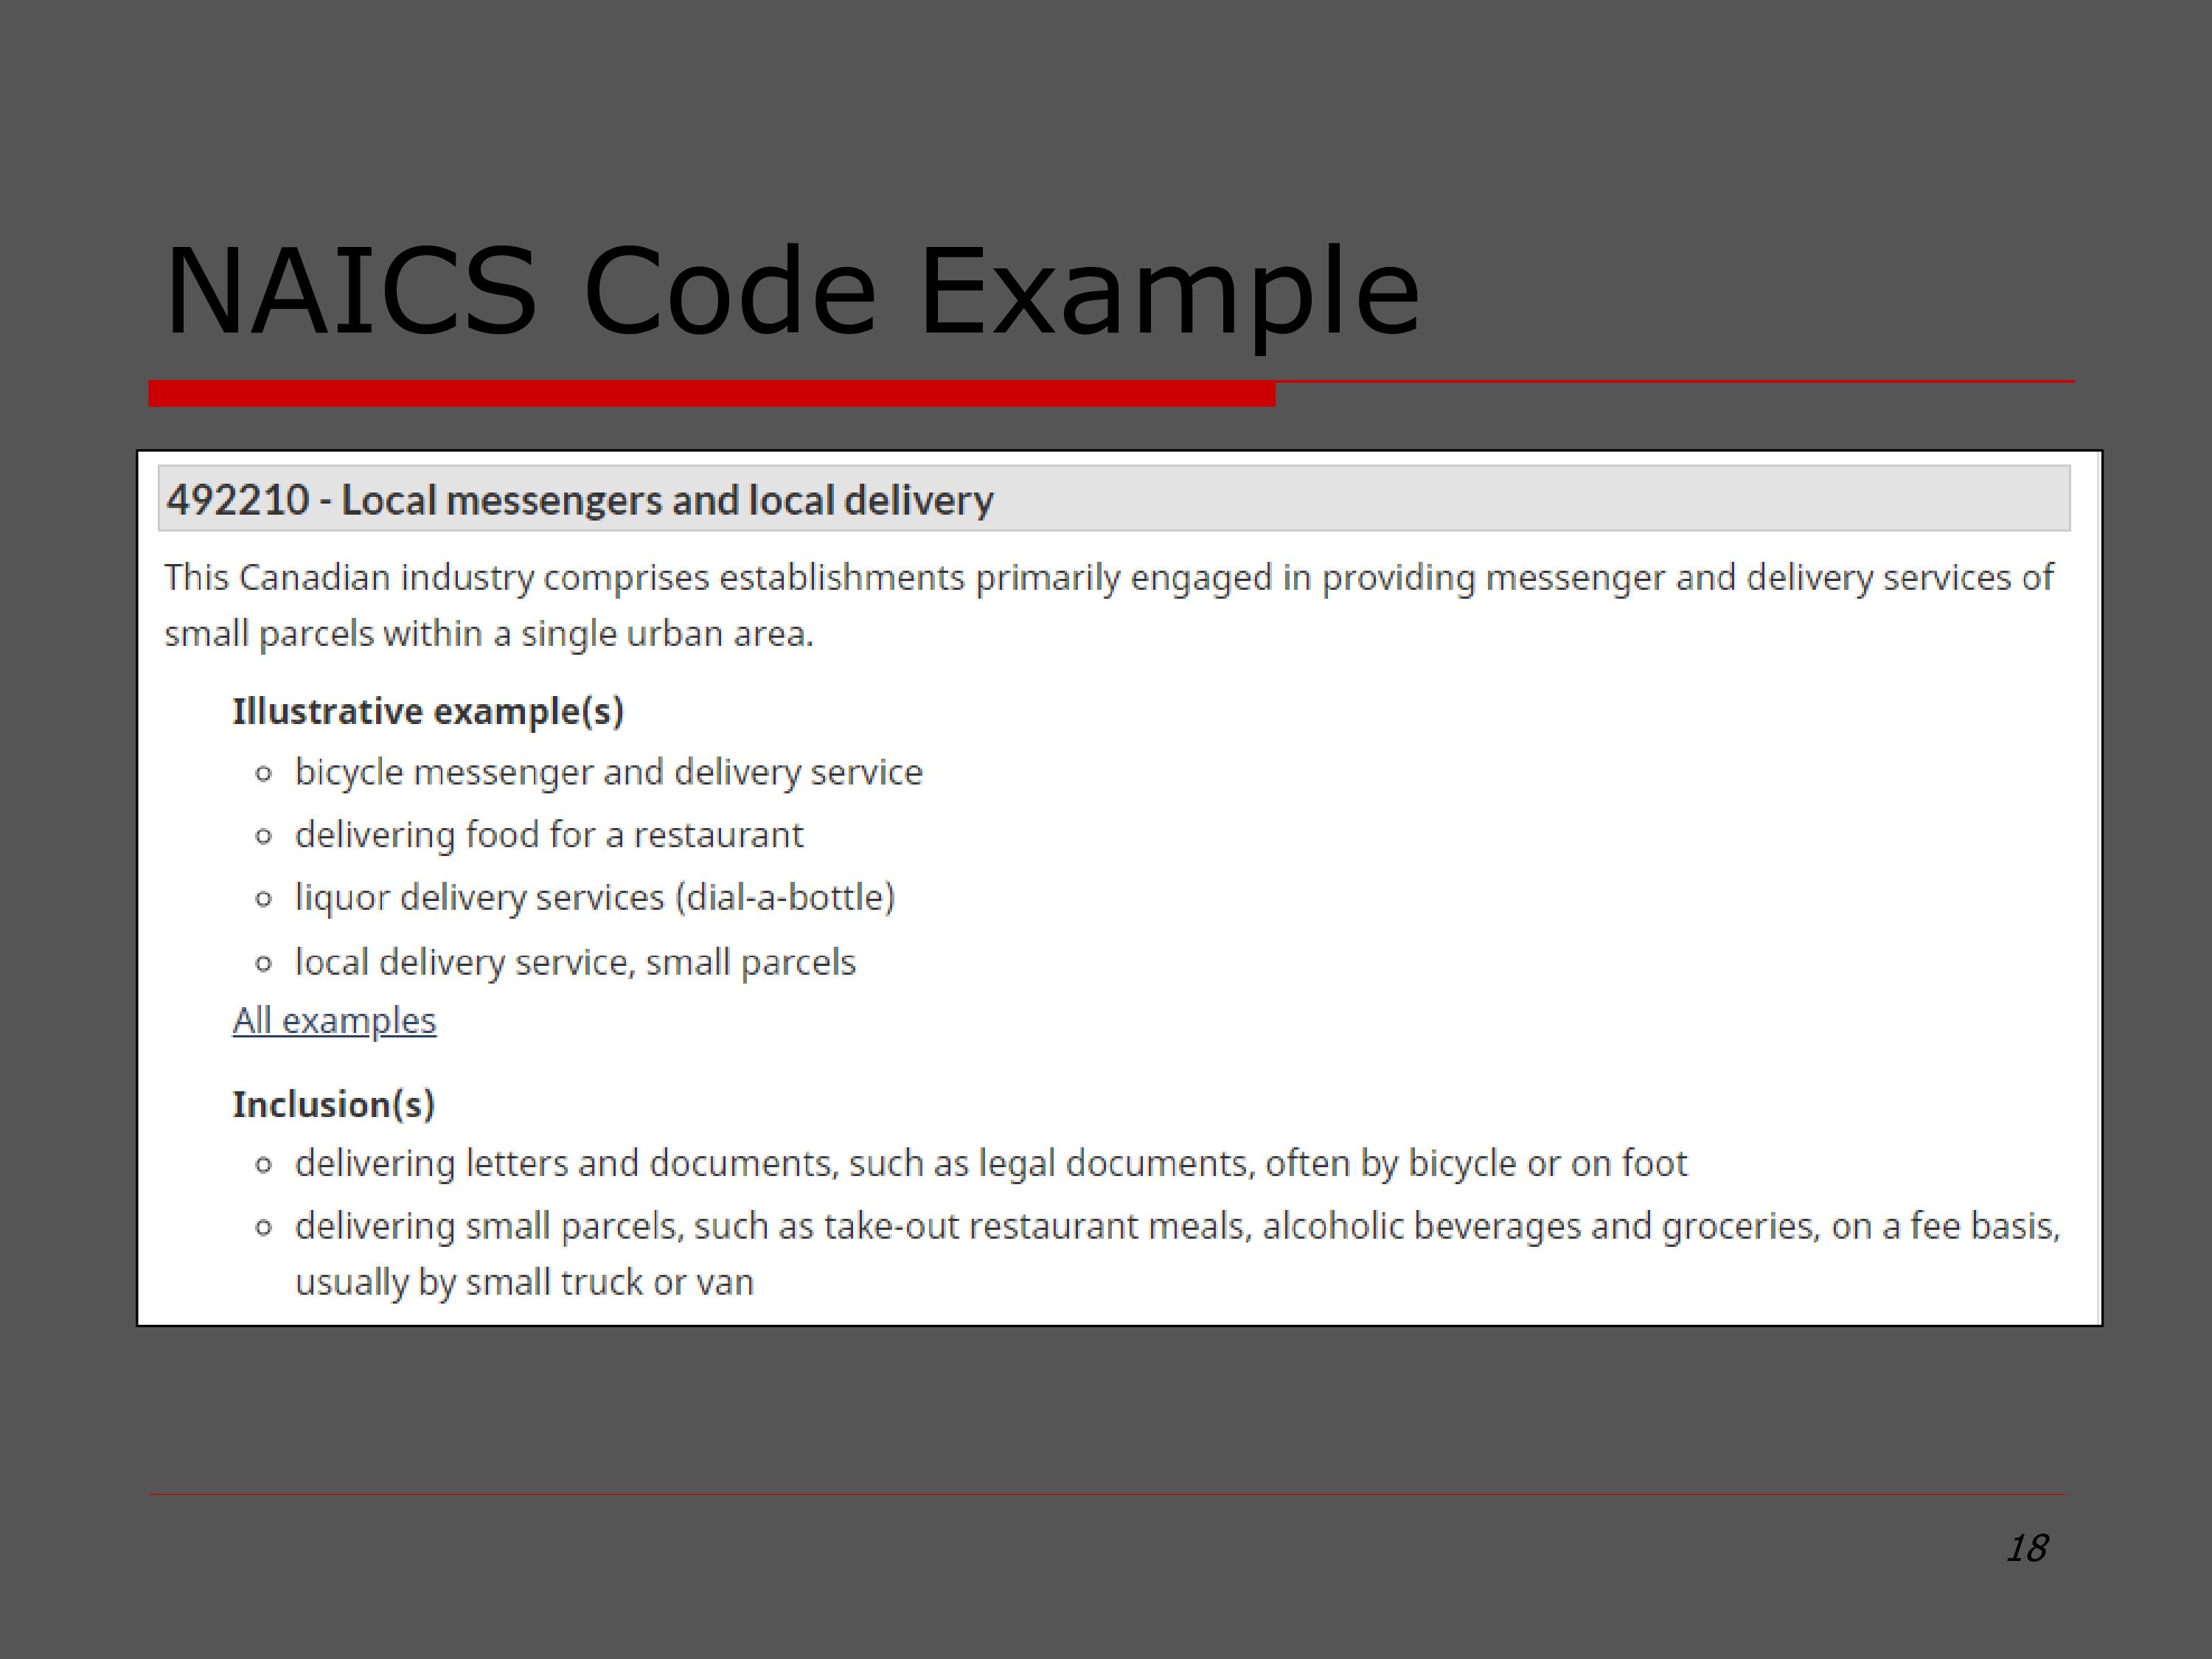 NAICS Code Example
492210 - Local messengers and local delivery
This Canadian industry comprises establishments primarily engaged in providing messenger and delivery services of
small parcels within a single urban area.
Illustrative example(s)
bicycle messenger and delivery service
delivering food for a restaurant
liquor delivery services (dial-a-bottle)
local delivery service, small parcels
All examples
Inclusion(s)
delivering letters and documents, such as legal documents, often by bicycle or on foot
delivering small parcels, such as take-out restaurant meals, alcoholic beverages and groceries, on a fee basis,
usually by small truck or van
18